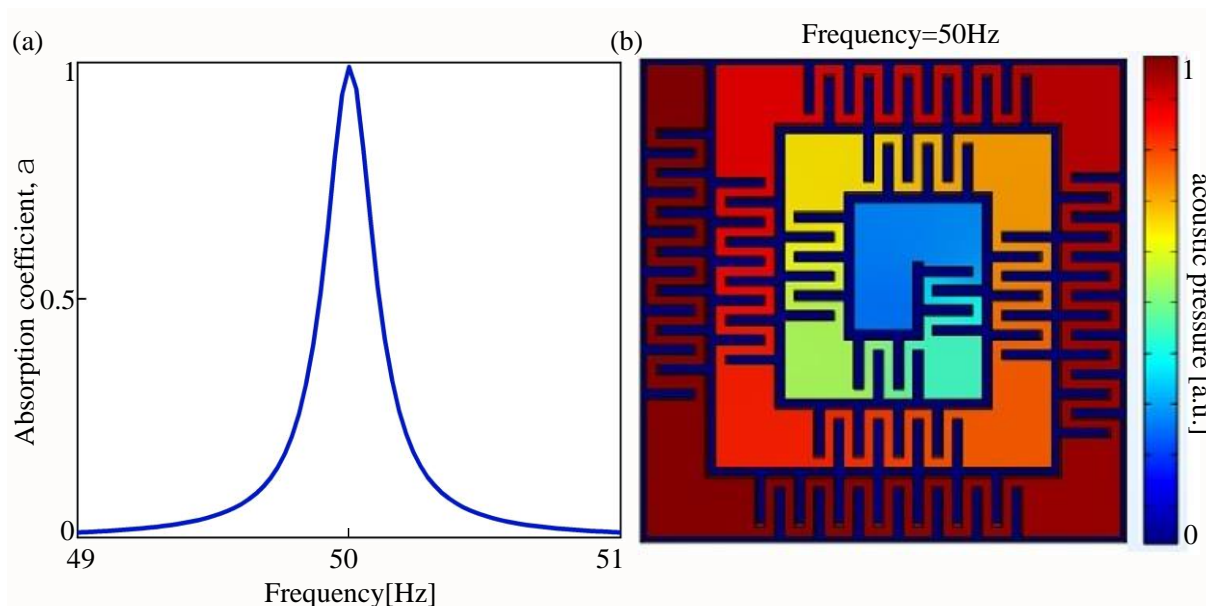 (a)
1
0.5
0
49
50
51
Absorption coefficient, a
Frequency[Hz]
(b)
Frequency=50Hz
1
0
acoustic pressure [a.u.]